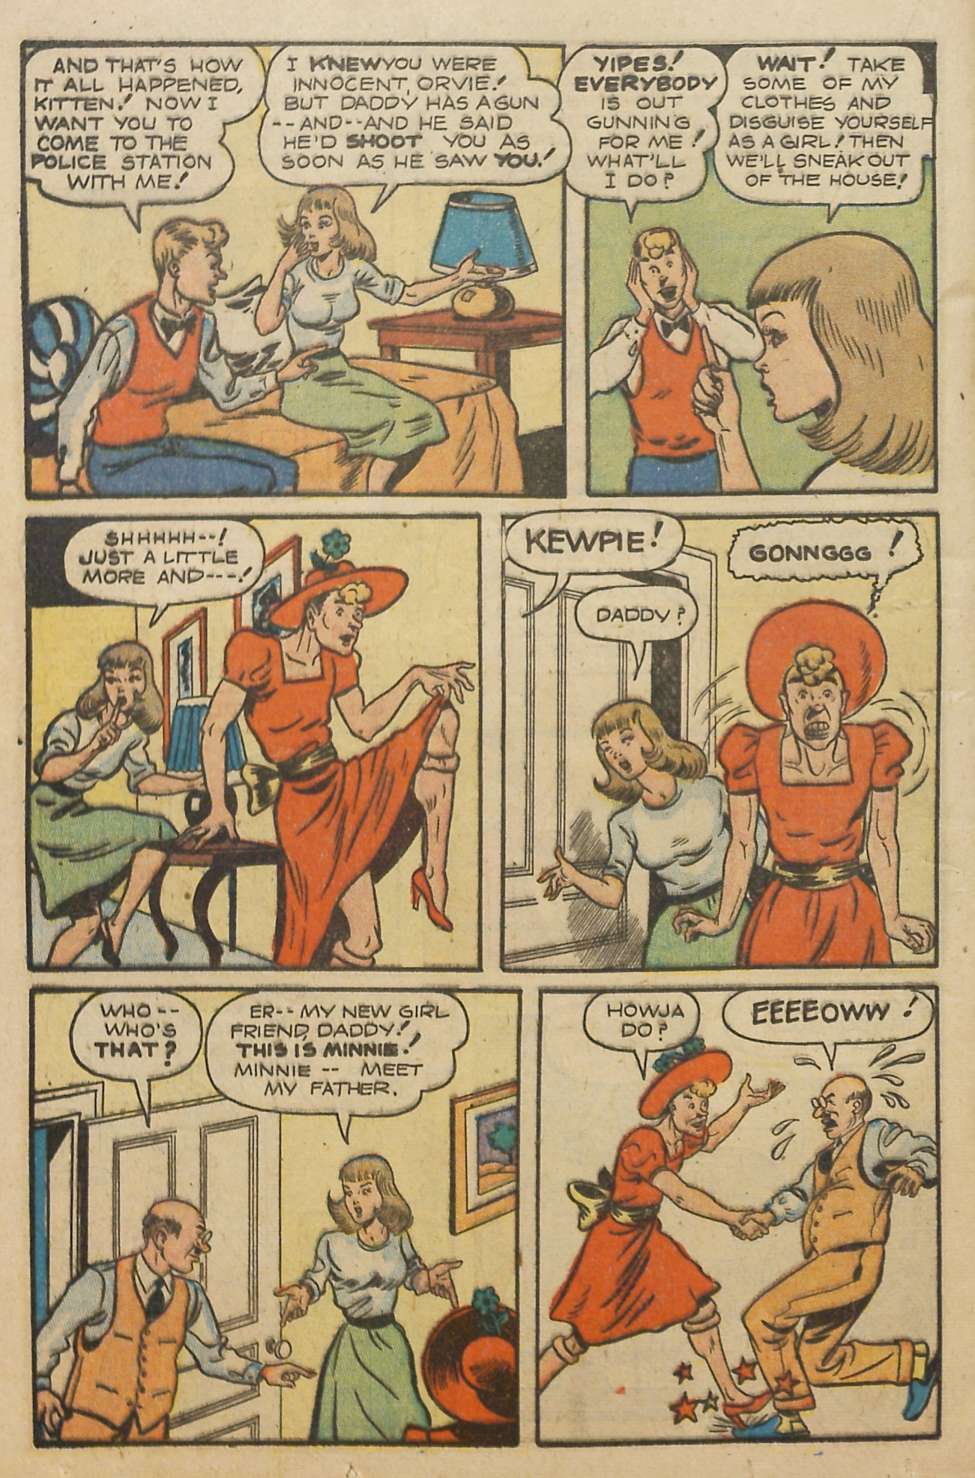 AND THAT'S HOW
IT ALL HAPPENED,
KITTEN! NOW I
WANT YOU TO
COME TO THE
POLICE STATION
WITH ME!
I KNEW YOU WERE
INNOCENT, ORVIE!
BUT DADDY HAS A GUN
--AND--AND HE SAID
HE'D SHOOT YOU AS
SOON AS HE SAW YOU!
YIPES!
EVERYBODY
IS OUT
GUNNING
FOR ME!
WHAT'LL
I DO?
WAIT! TAKE
SOME OF MY
CLOTHES AND
DISGUISE YOURSELF
AS A GIRL! THEN
WE'LL SNEAK OUT
OF THE HOUSE!
SHHHHH--!
JUST A LITTLE
MORE AND---!
KEWPIE!
DADDY?
GONNGGG!
WHO--
WHO'S
THAT?
ER-- MY NEW GIRL
FRIEND, DADDY!
THIS IS MINNIE!
MINNIE -- MEET
MY FATHER.
HOWJA
DO?
EEEEOWW!